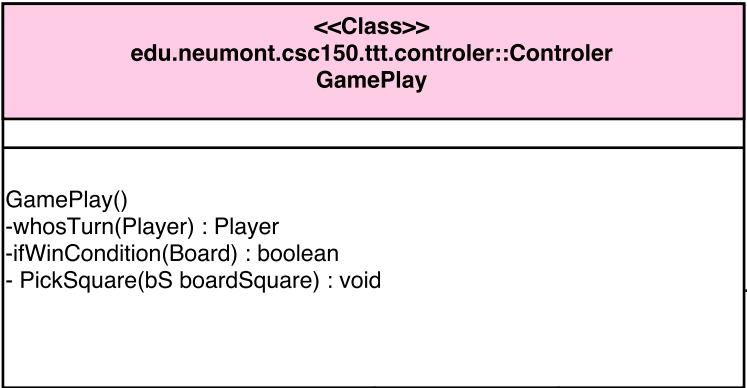 <<Class>>
edu.neumont.csc150.ttt.controler::Controler
GamePlay
GamePlay()
-whosTurn(Player) : Player
-ifWinCondition(Board) : boolean
- PickSquare(bS boardSquare) : void